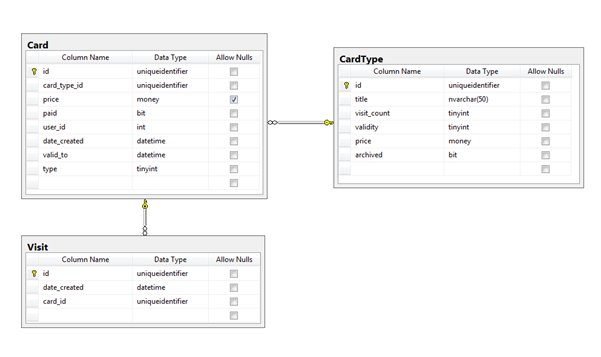 Card
Column Name Data Type Allow Nulls
id uniqueidentifier
card_type_id uniqueidentifier
price money
paid bit
user_id int
date_created datetime
valid_to datetime
type tinyint
CardType
Column Name Data Type Allow Nulls
id uniqueidentifier
title nvarchar(50)
visit_count tinyint
validity tinyint
price money
archived bit
Visit
Column Name Data Type Allow Nulls
id uniqueidentifier
date_created datetime
card_id uniqueidentifier